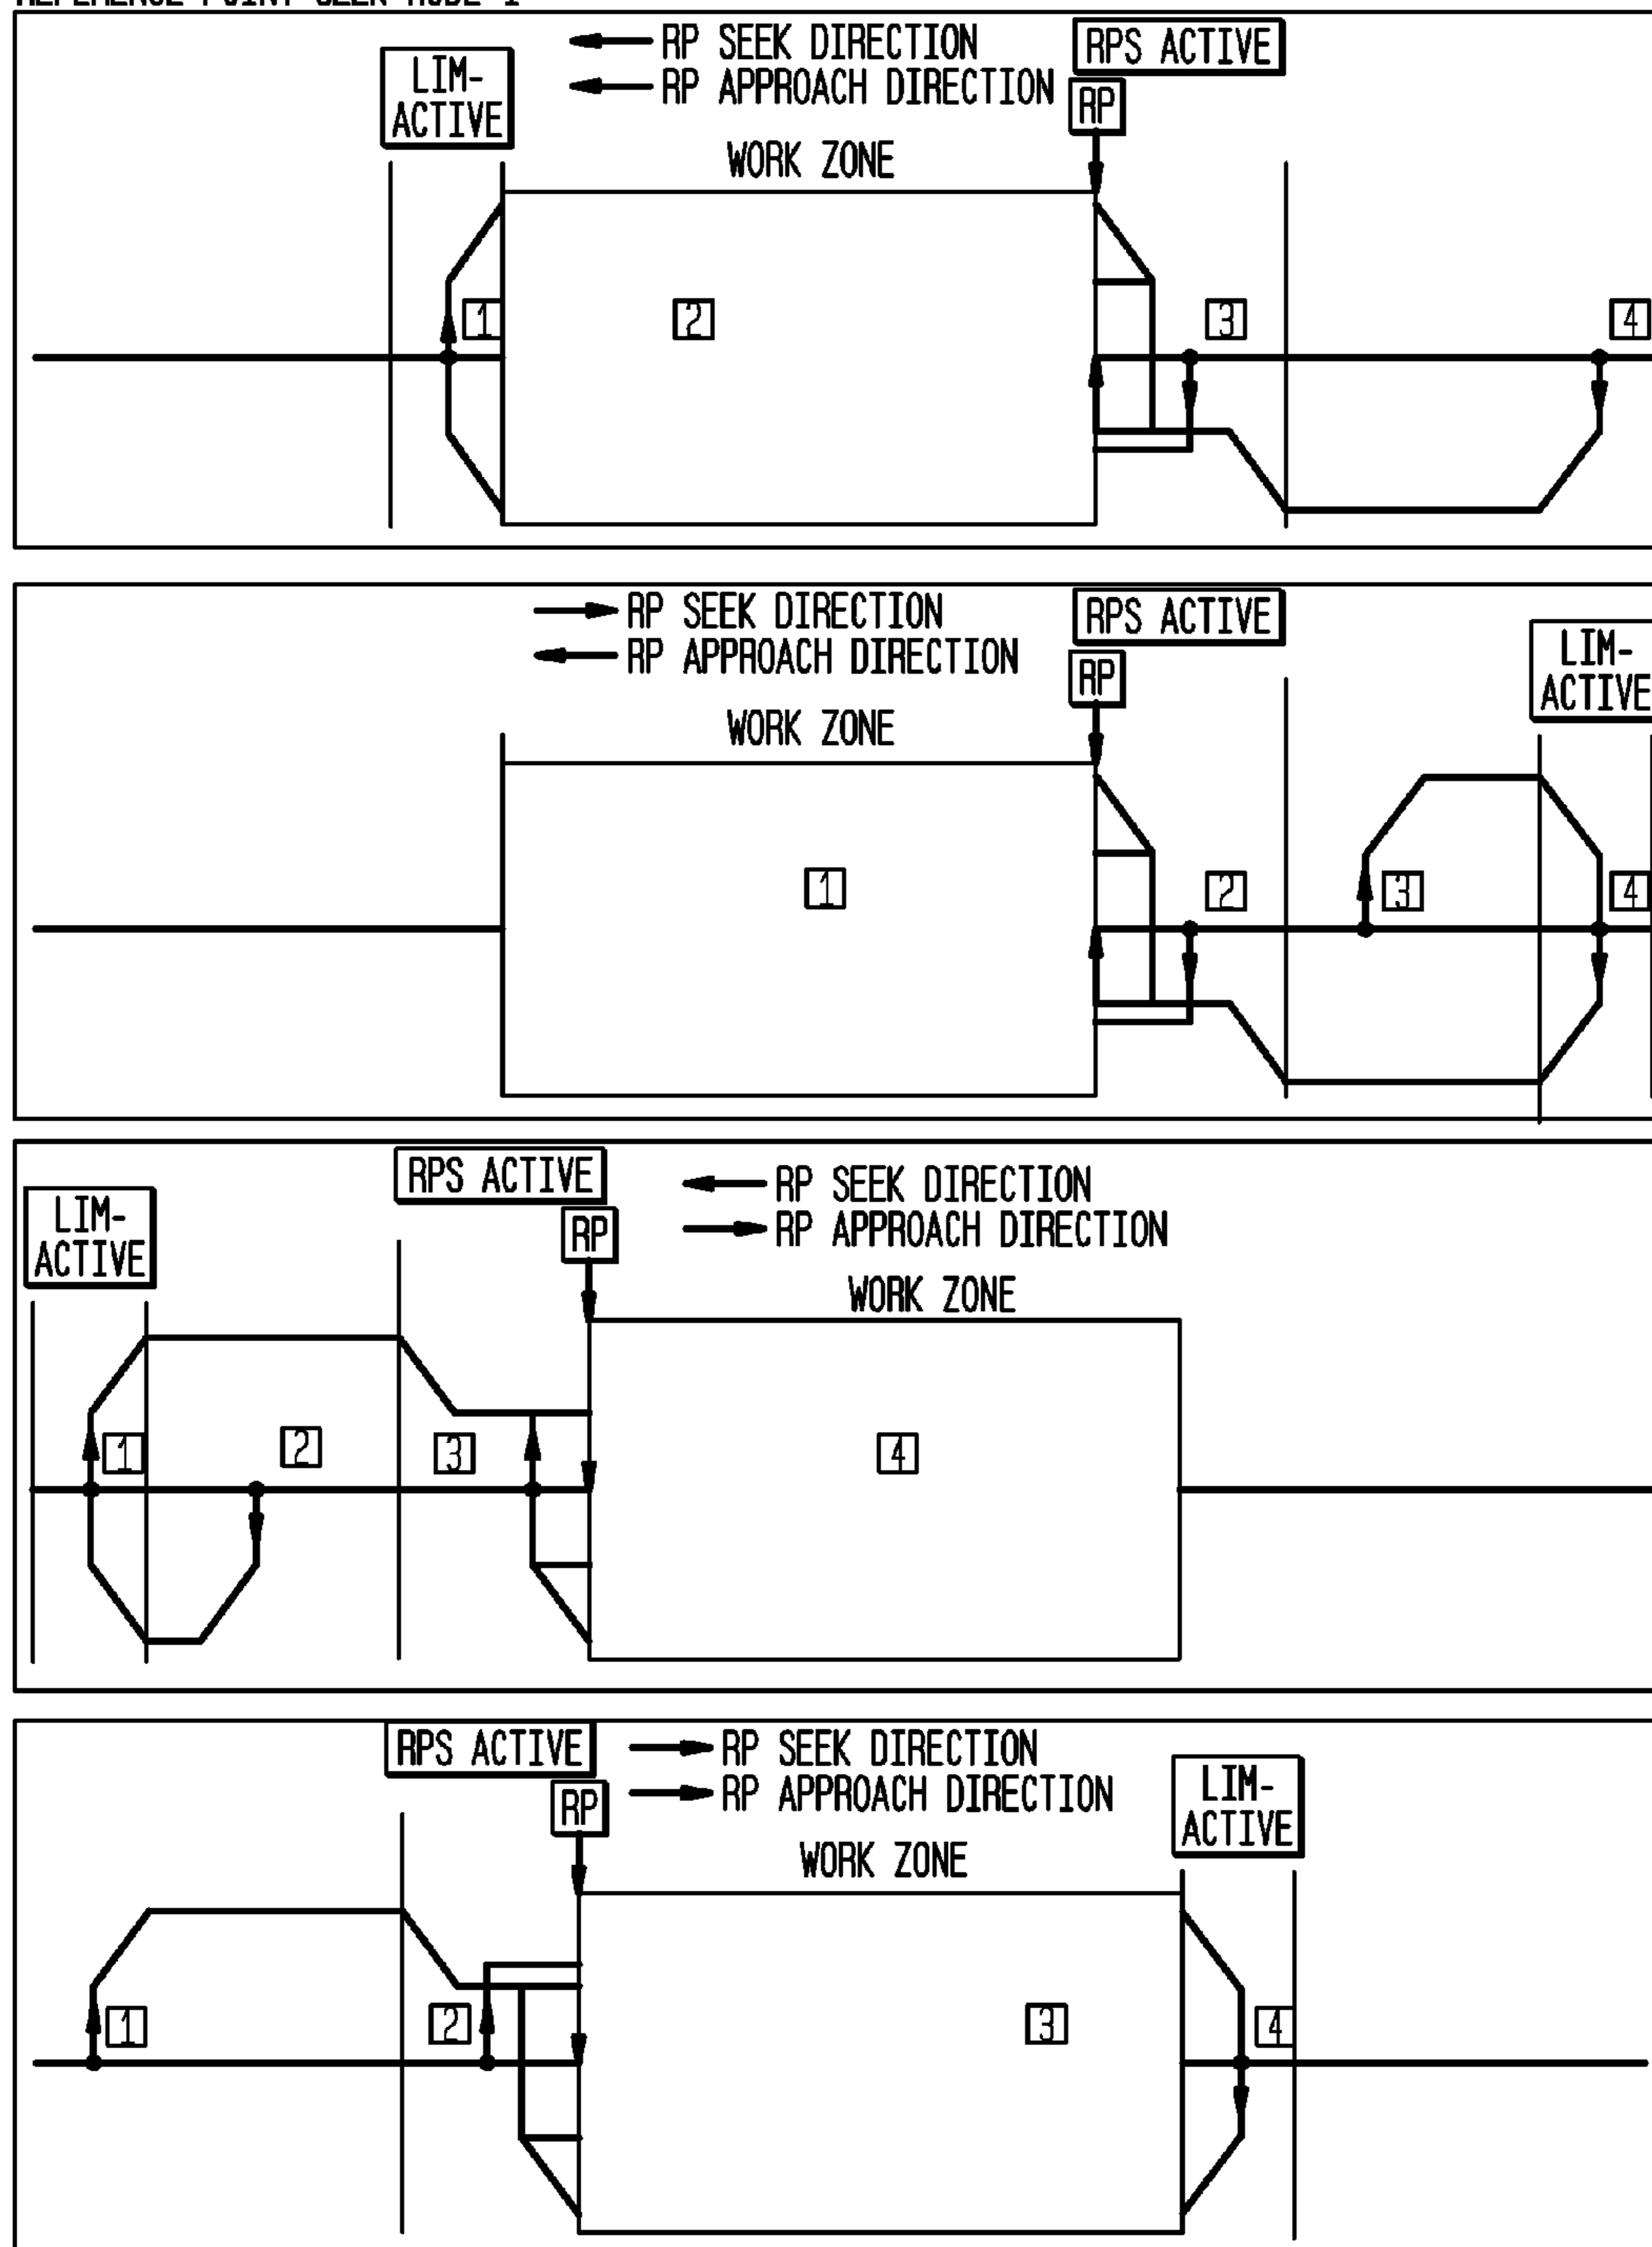 RP SEEK DIRECTION
RP APPROACH DIRECTION
RPS ACTIVE
LIM-
ACTIVE
RP
WORK ZONE
1
2
3
4
RP SEEK DIRECTION
RP APPROACH DIRECTION
RPS ACTIVE
LIM-
ACTIVE
RP
WORK ZONE
1
2
3
4
RPS ACTIVE
RP SEEK DIRECTION
RP APPROACH DIRECTION
LIM-
ACTIVE
RP
WORK ZONE
1
2
3
4
RPS ACTIVE
RP SEEK DIRECTION
RP APPROACH DIRECTION
LIM-
ACTIVE
RP
WORK ZONE
1
2
3
4